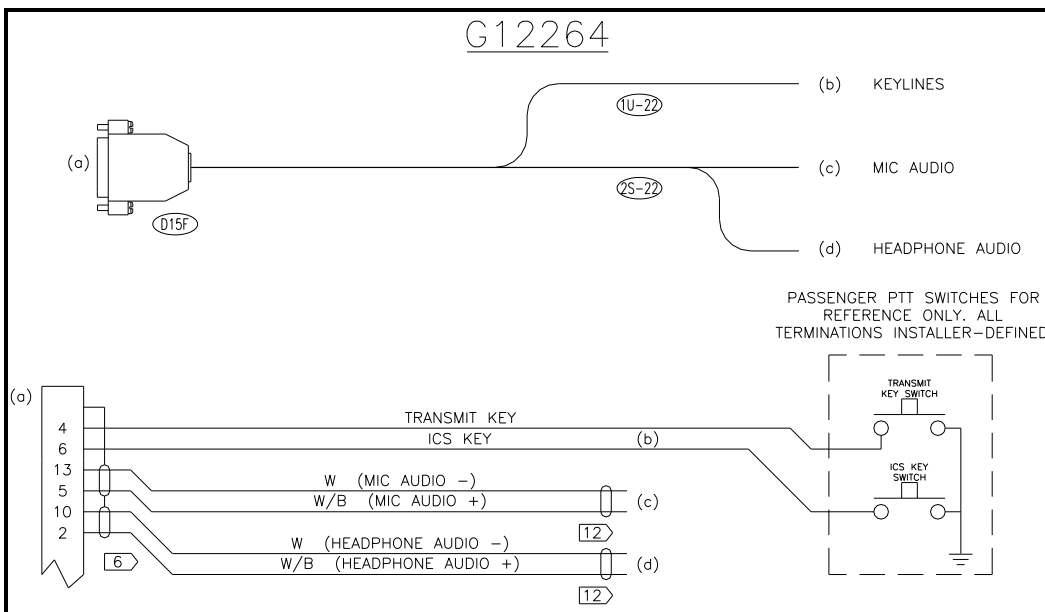 G12264
(b) KEYLINES
1U-22
(a)
(c) MIC AUDIO
2S-22
D15F
(d) HEADPHONE AUDIO
PASSENGER PTT SWITCHES FOR
REFERENCE ONLY. ALL
TERMINATIONS INSTALLER-DEFINED
(a)
TRANSMIT
KEY SWITCH
4 TRANSMIT KEY
6 ICS KEY (b)
13 W (MIC AUDIO -)
5 W/B (MIC AUDIO +) (c)
ICS KEY
SWITCH
12
10 W (HEADPHONE AUDIO -)
2 W/B (HEADPHONE AUDIO +) (d)
6
12